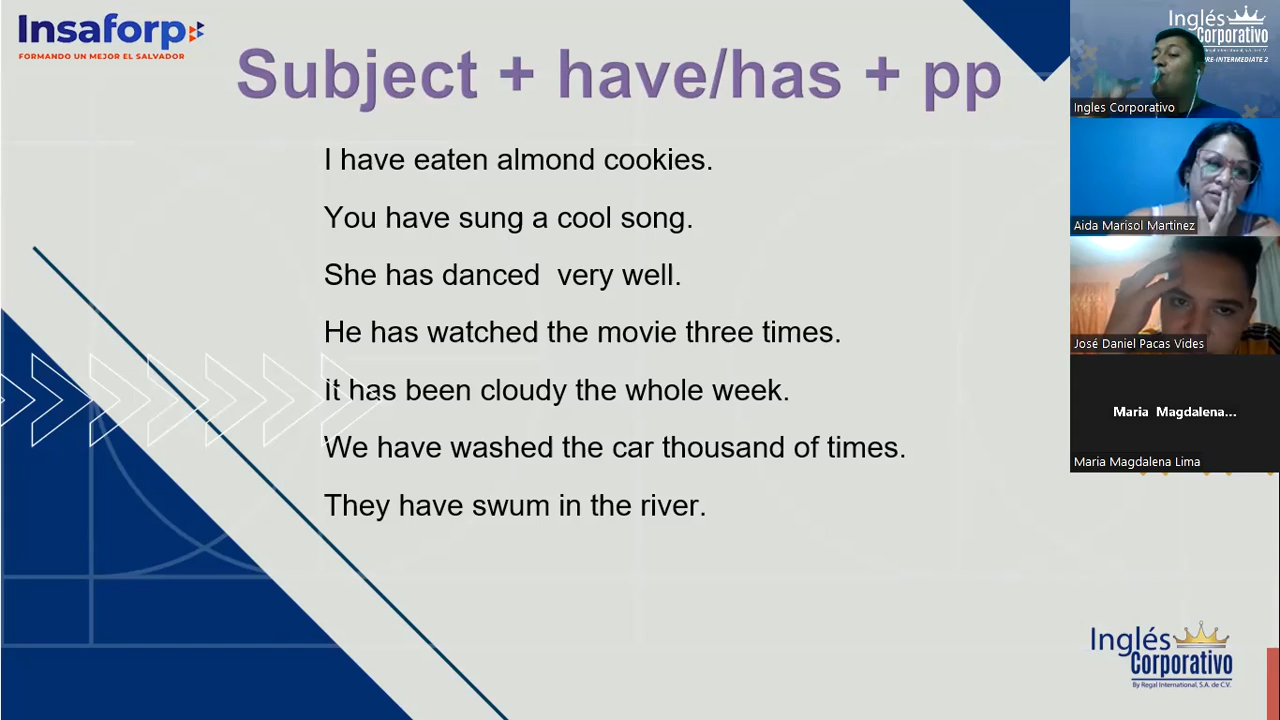 Insaforp
FORMANDO UN MEJOR EL SALVADOR
Subject + have/has + pp
I have eaten almond cookies.
You have sung a cool song.
She has danced  very well.
He has watched the movie three times.
It has been cloudy the whole week.
We have washed the car thousand of times.
They have swum in the river.
Inglés
Corporativo
RE-INTERMEDIATE 2
Ingles Corporativo
Aida Marisol Martinez
José Daniel Pacas Vides
Maria Magdalena...
Maria Magdalena Lima
Inglés
Corporativo
By Regal International, S.A. de C.V.